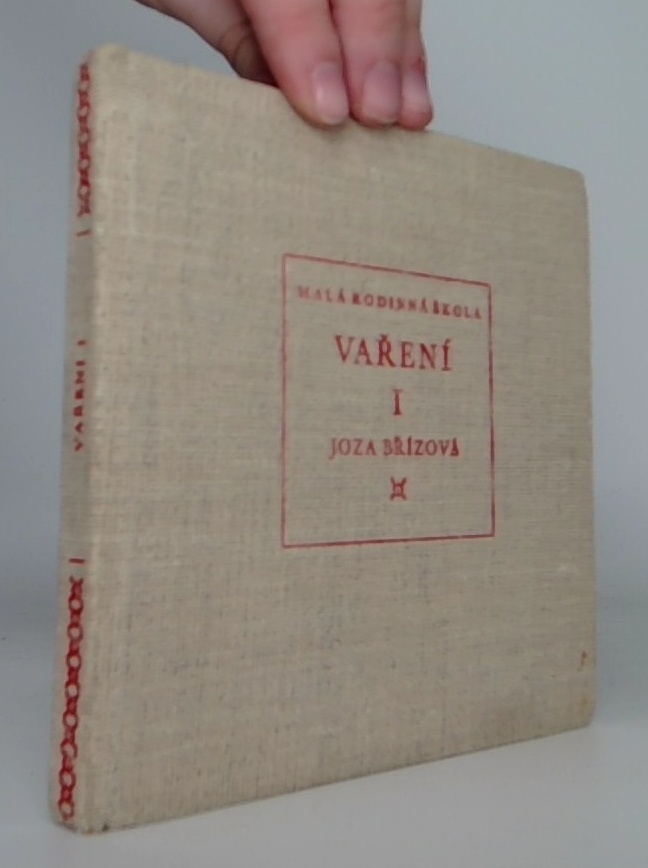 MALÁ RODINNÁ ŠKOLA
VAŘENÍ
I
JOZA BŘÍZOVÁ
VAŘENÍ I